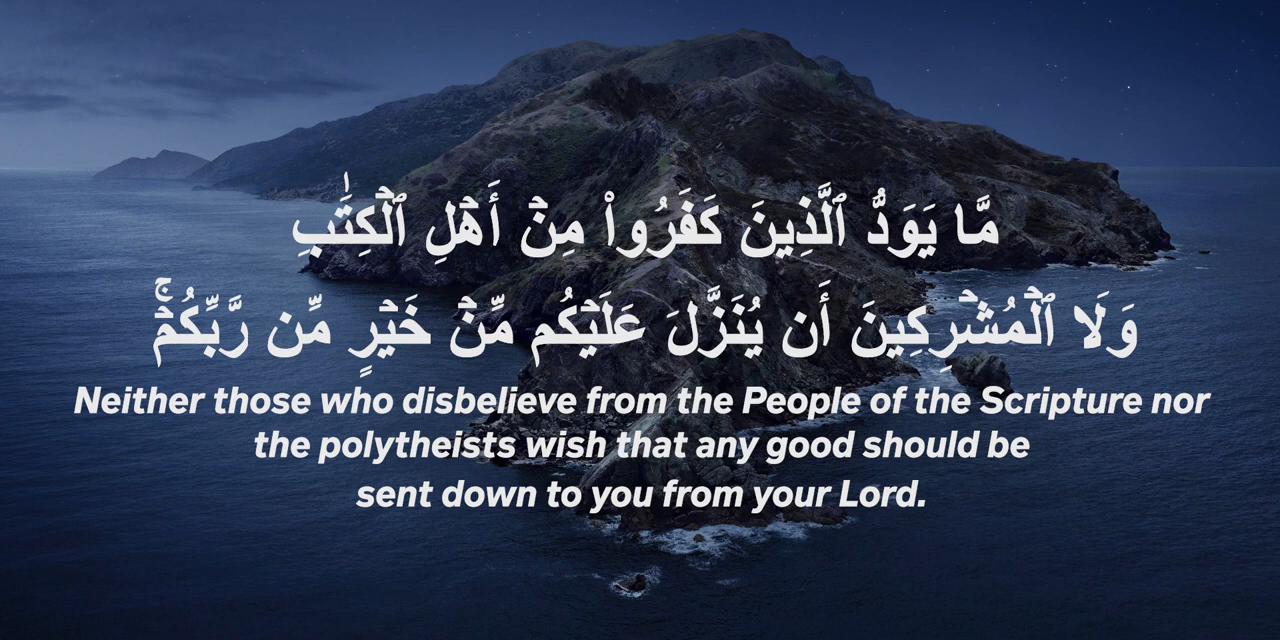 مَّا يَوَدُّ ٱلَّذِينَ كَفَرُوا۟ مِنْ أَهْلِ ٱلْكِتَٰبِ
وَلَا ٱلْمُشْرِكِينَ أَن يُنَزَّلَ عَلَيْكُم مِّنْ خَيْرٍ مِّن رَّبِّكُمْ ۚ
Neither those who disbelieve from the People of the Scripture nor
the polytheists wish that any good should be
sent down to you from your Lord.